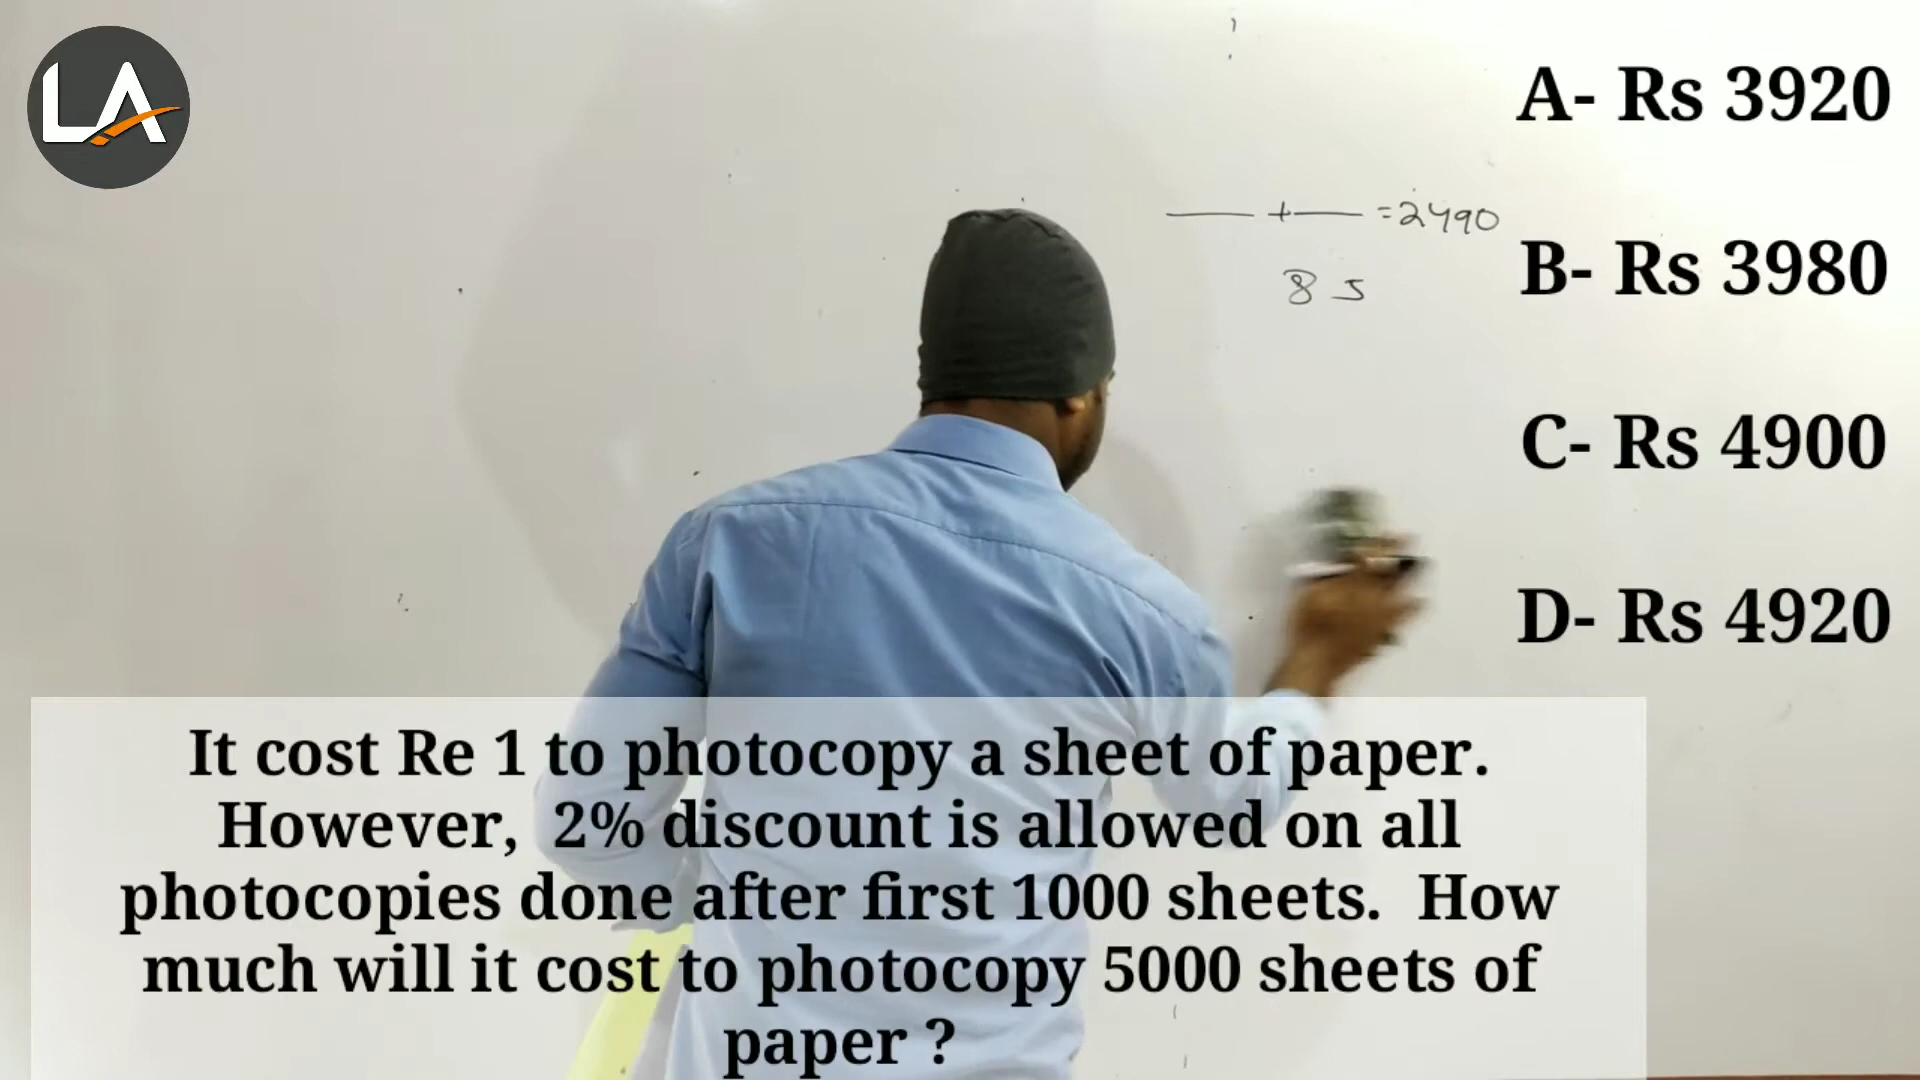 LA
A- Rs 3920
— + — = 2490
B- Rs 3980
8 5
C- Rs 4900
D- Rs 4920
It cost Re 1 to photocopy a sheet of paper.
However, 2% discount is allowed on all
photocopies done after first 1000 sheets. How
much will it cost to photocopy 5000 sheets of
paper ?